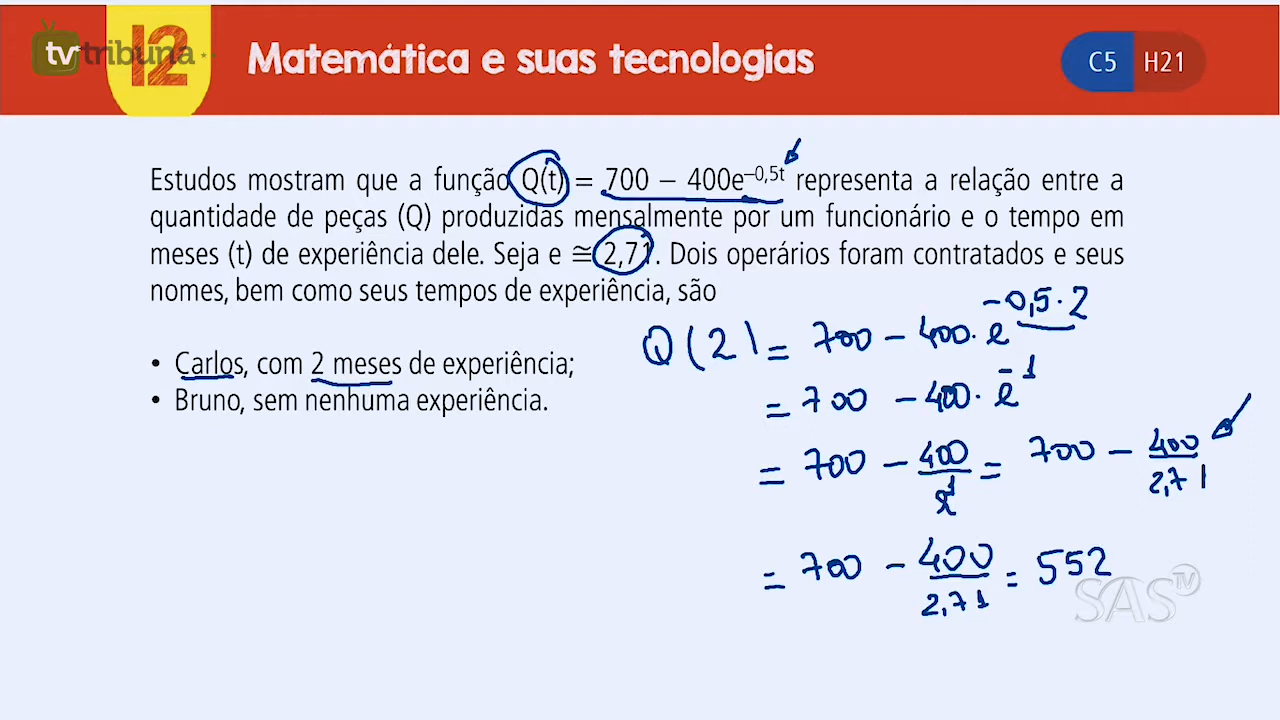 tv tribuna
12
Matemática e suas tecnologias
C5 H21
Estudos mostram que a função Q(t) = 700 – 400e^–0,5t representa a relação entre a
quantidade de peças (Q) produzidas mensalmente por um funcionário e o tempo em
meses (t) de experiência dele. Seja e ≅ 2,71. Dois operários foram contratados e seus
nomes, bem como seus tempos de experiência, são
• Carlos, com 2 meses de experiência;
• Bruno, sem nenhuma experiência.
Q(2) = 700 – 400 · e^–0,5 · 2
= 700 – 400 · e^–1
= 700 – 400/e^1 = 700 – 400/2,71
= 700 – 400/2,71 = 552
SAS TV